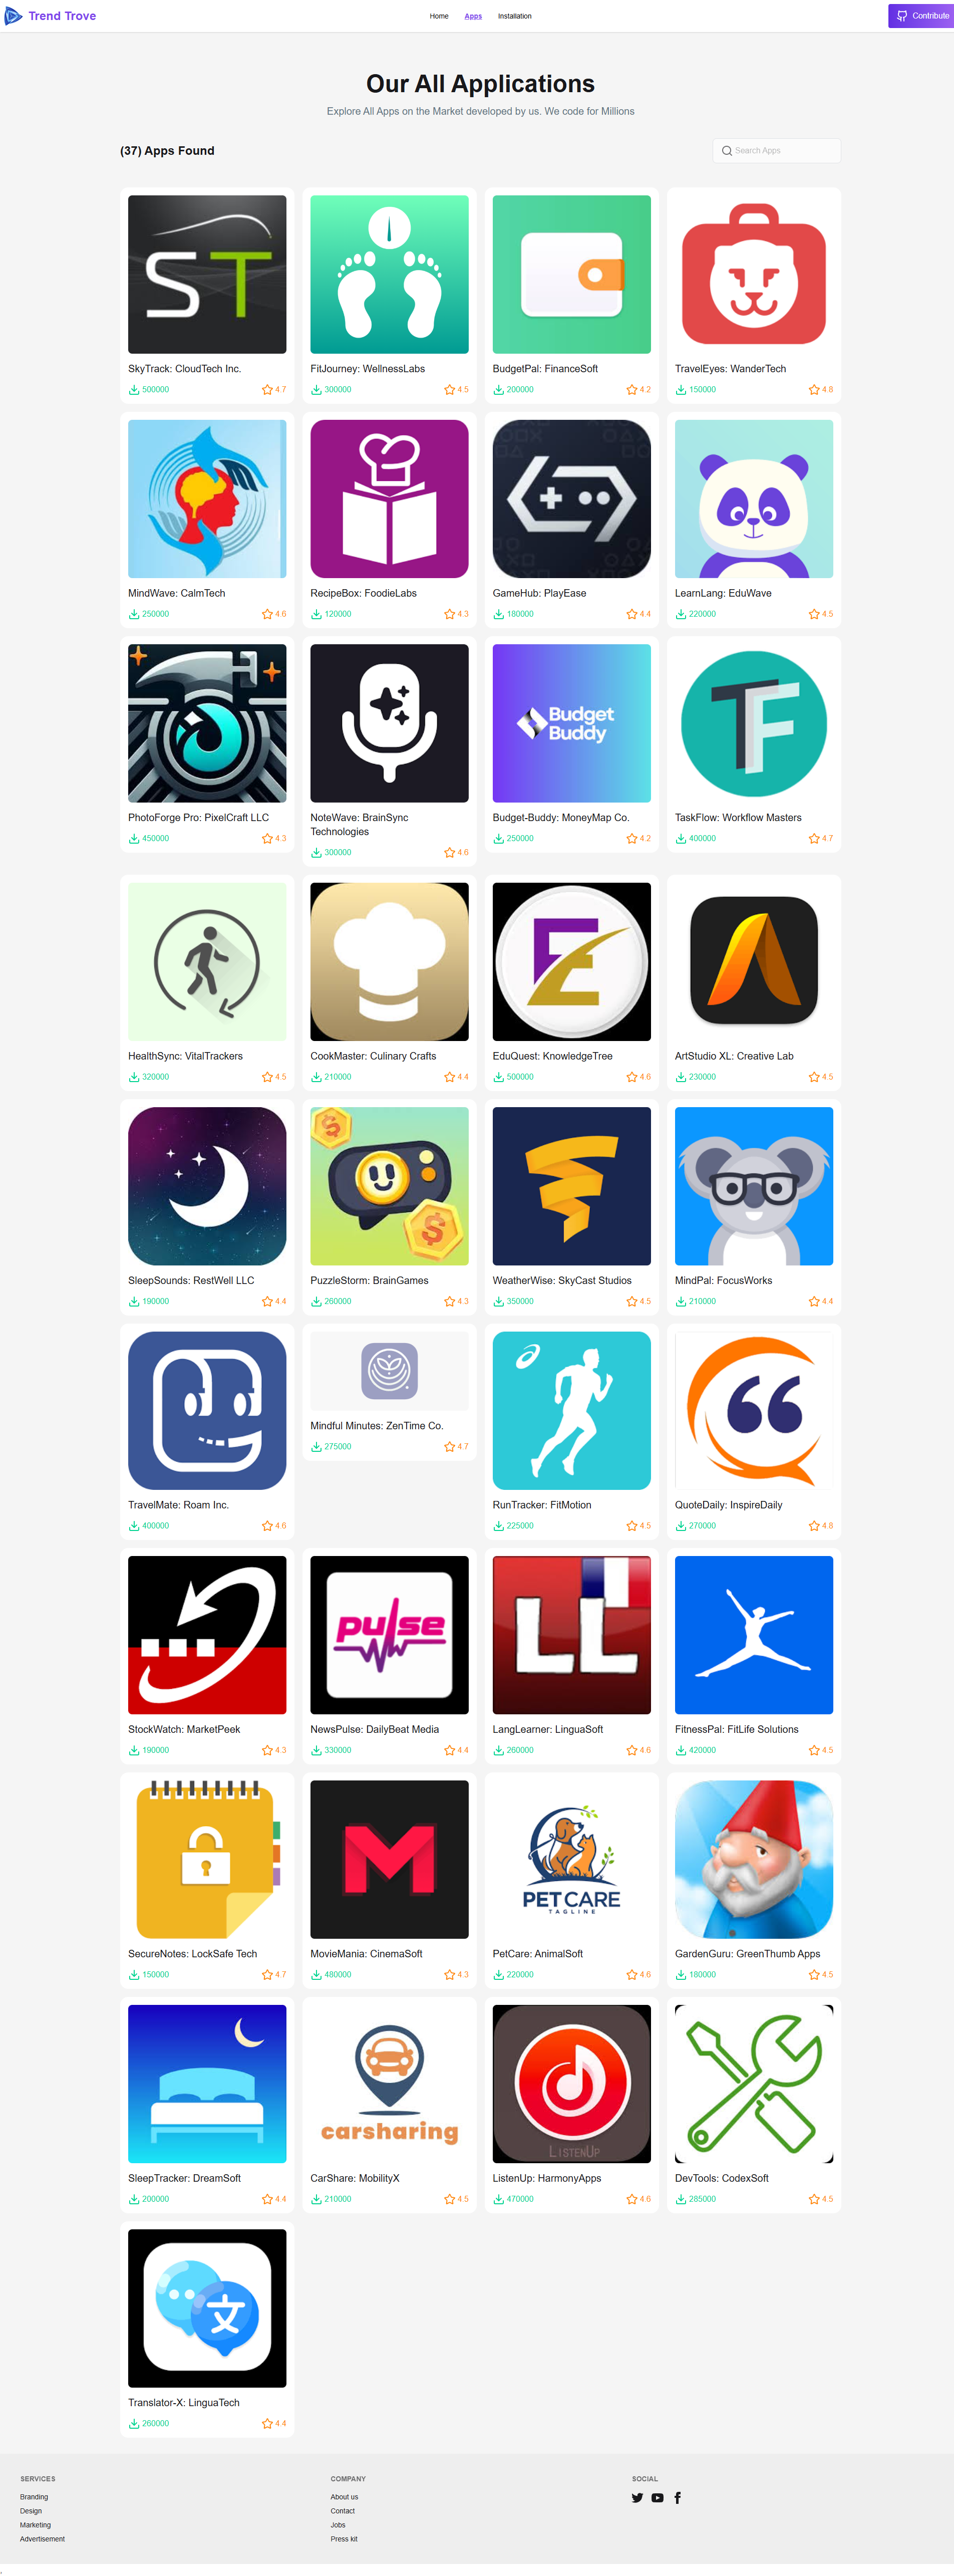 Trend Trove
Home Apps Installation
Contribute
Our All Applications
Explore All Apps on the Market developed by us. We code for Millions
(37) Apps Found
Search Apps
ST
SkyTrack: CloudTech Inc.
500000 4.7
FitJourney: WellnessLabs
300000 4.5
BudgetPal: FinanceSoft
200000 4.2
TravelEyes: WanderTech
150000 4.8
MindWave: CalmTech
250000 4.6
RecipeBox: FoodieLabs
120000 4.3
GameHub: PlayEase
180000 4.4
LearnLang: EduWave
220000 4.5
PhotoForge Pro: PixelCraft LLC
450000 4.3
NoteWave: BrainSync
Technologies
300000 4.6
Budget
Buddy
Budget-Buddy: MoneyMap Co.
250000 4.2
TF
TaskFlow: Workflow Masters
400000 4.7
HealthSync: VitalTrackers
320000 4.5
CookMaster: Culinary Crafts
210000 4.4
E
EduQuest: KnowledgeTree
500000 4.6
ArtStudio XL: Creative Lab
230000 4.5
SleepSounds: RestWell LLC
190000 4.4
PuzzleStorm: BrainGames
260000 4.3
WeatherWise: SkyCast Studios
350000 4.5
MindPal: FocusWorks
210000 4.4
TravelMate: Roam Inc.
400000 4.6
Mindful Minutes: ZenTime Co.
275000 4.7
RunTracker: FitMotion
225000 4.5
QuoteDaily: InspireDaily
270000 4.8
StockWatch: MarketPeek
190000 4.3
pulse
NewsPulse: DailyBeat Media
330000 4.4
LL
LangLearner: LinguaSoft
260000 4.6
FitnessPal: FitLife Solutions
420000 4.5
SecureNotes: LockSafe Tech
150000 4.7
M
MovieMania: CinemaSoft
480000 4.3
PET CARE
TAGLINE
PetCare: AnimalSoft
220000 4.6
GardenGuru: GreenThumb Apps
180000 4.5
SleepTracker: DreamSoft
200000 4.4
carsharing
CarShare: MobilityX
210000 4.5
ListenUp
ListenUp: HarmonyApps
470000 4.6
DevTools: CodexSoft
285000 4.5
文
Translator-X: LinguaTech
260000 4.4
SERVICES
Branding
Design
Marketing
Advertisement
COMPANY
About us
Contact
Jobs
Press kit
SOCIAL